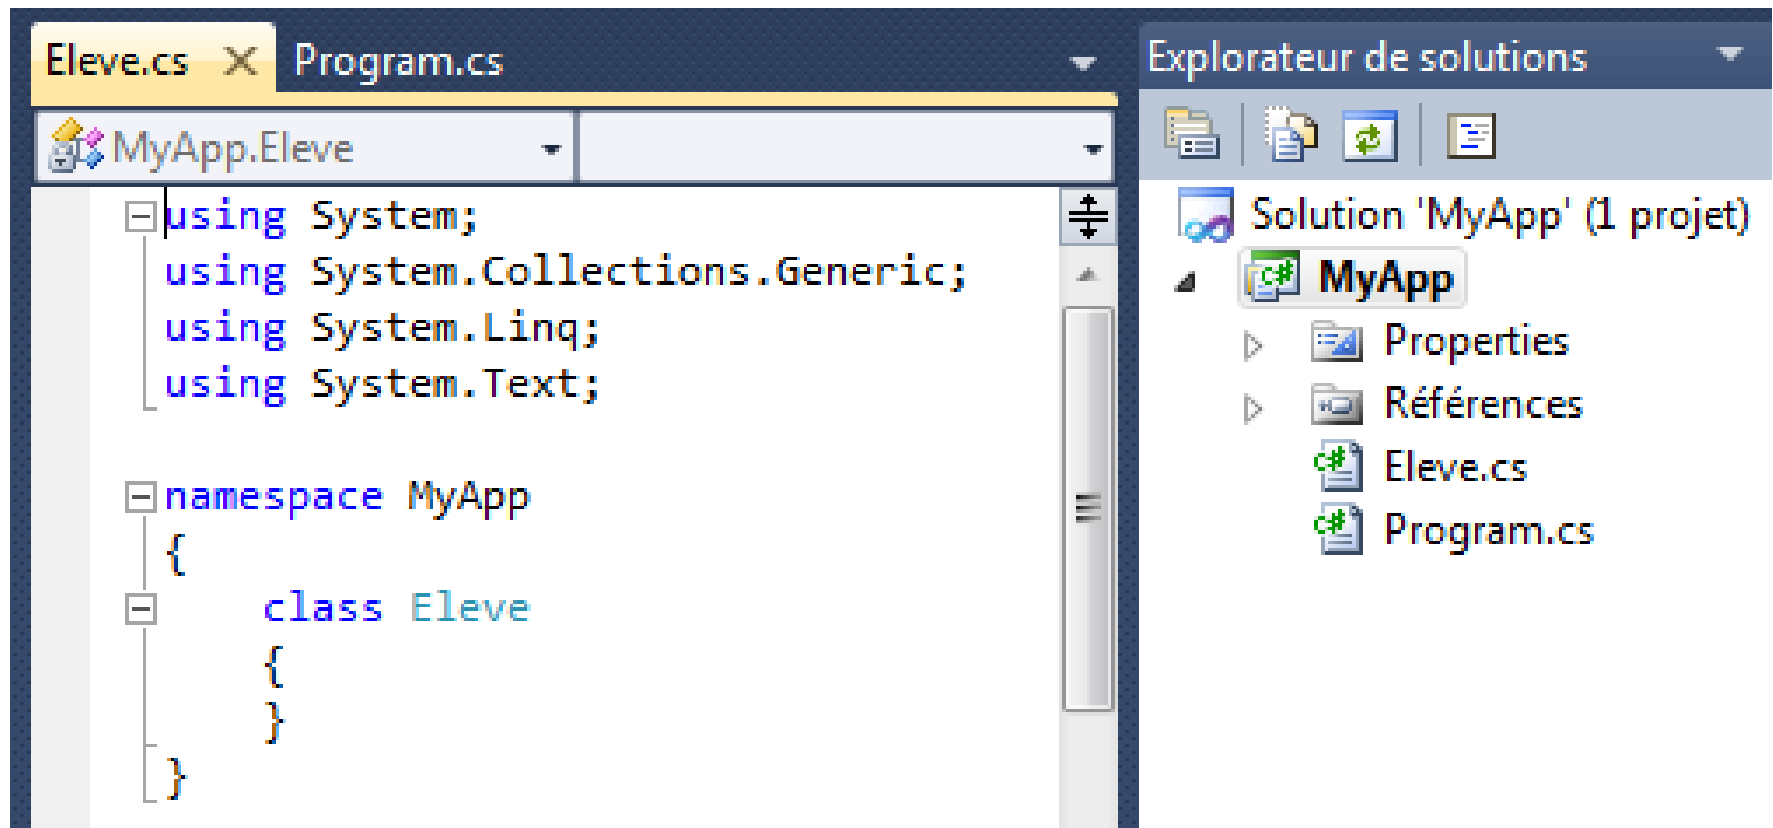 Eleve.cs Program.cs
MyApp.Eleve
using System;
using System.Collections.Generic;
using System.Linq;
using System.Text;
namespace MyApp
{
class Eleve
{
}
}
Explorateur de solutions
Solution 'MyApp' (1 projet)
MyApp
Properties
Références
Eleve.cs
Program.cs